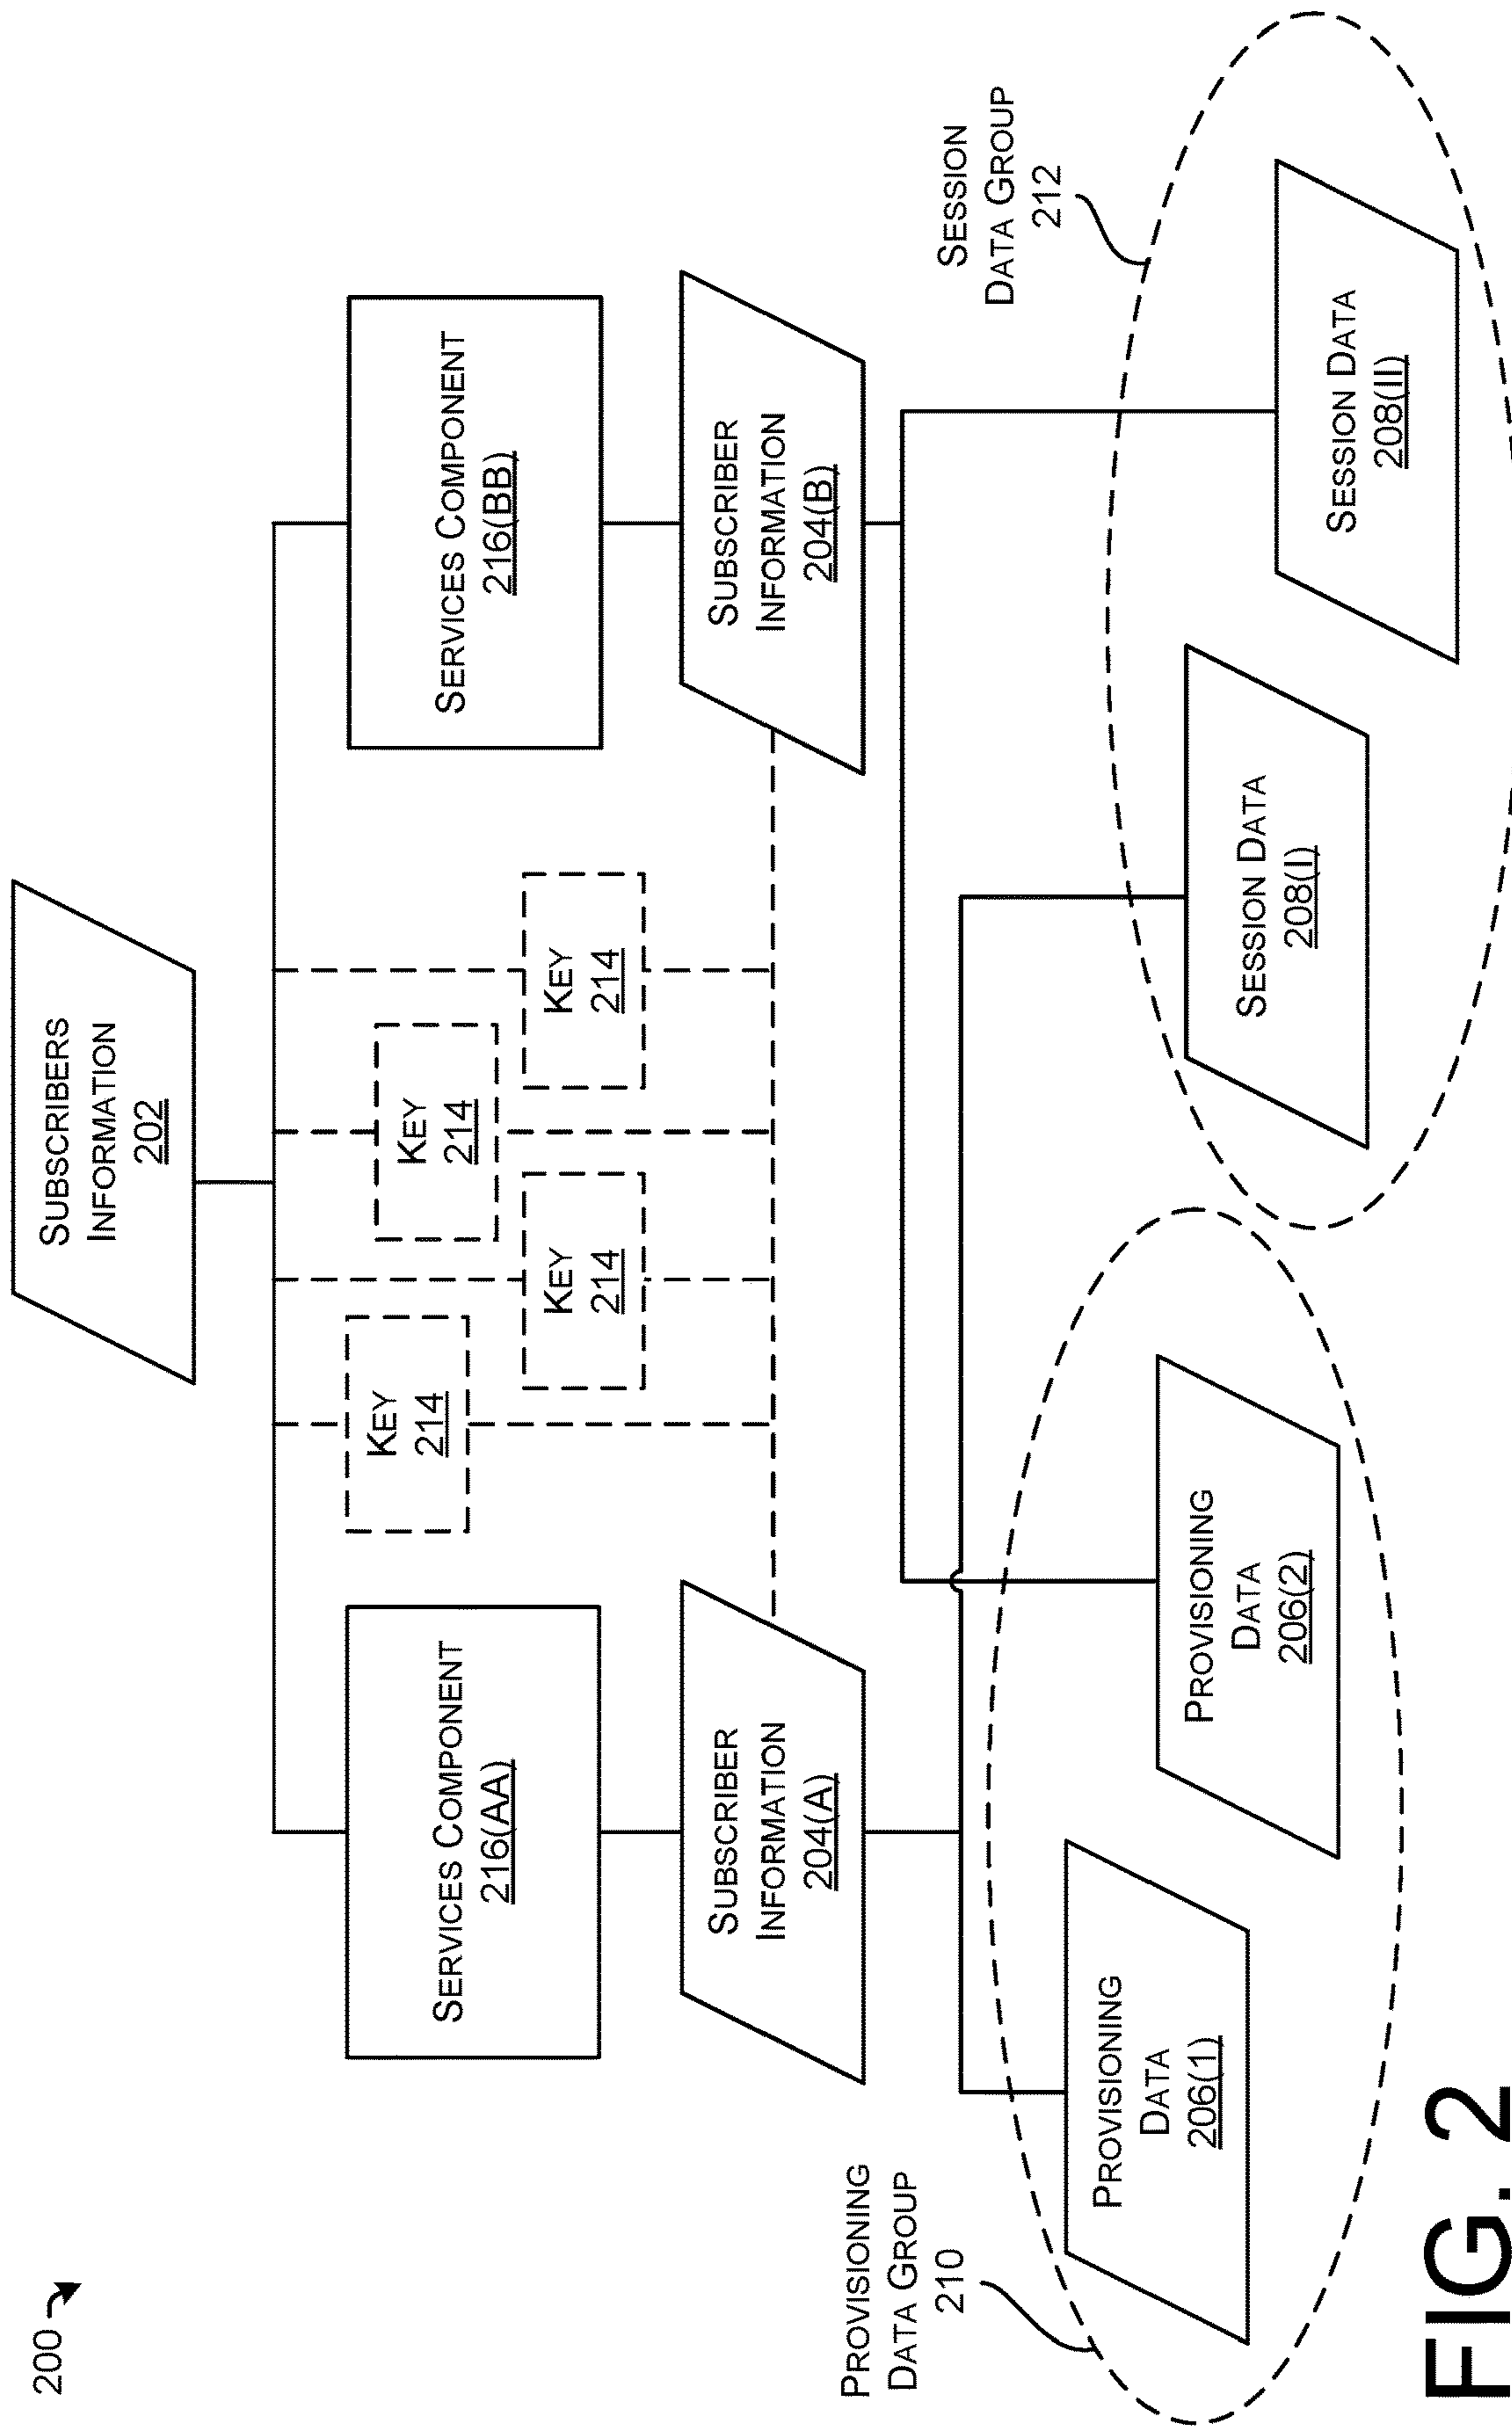 200
SUBSCRIBERS
INFORMATION
202
SERVICES COMPONENT
216(AA)
KEY
214
KEY
214
KEY
214
KEY
214
SERVICES COMPONENT
216(BB)
SUBSCRIBER
INFORMATION
204(A)
SUBSCRIBER
INFORMATION
204(B)
PROVISIONING
DATA GROUP
210
SESSION
DATA GROUP
212
PROVISIONING
DATA
206(1)
PROVISIONING
DATA
206(2)
SESSION DATA
208(I)
SESSION DATA
208(II)
FIG. 2